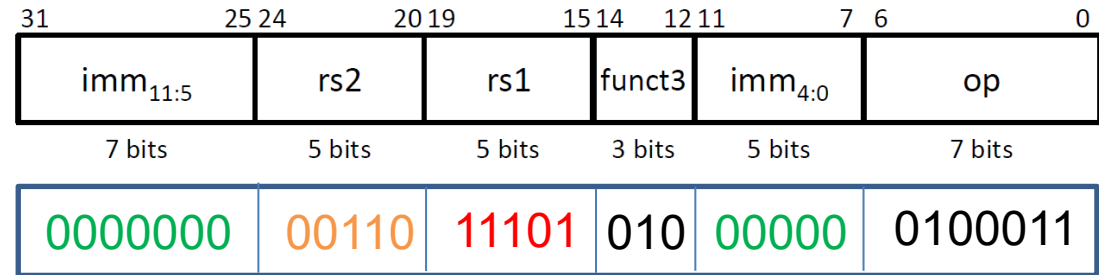 31 25 24 20 19 15 14 12 11 7 6 0
imm11:5 rs2 rs1 funct3 imm4:0 op
7 bits 5 bits 5 bits 3 bits 5 bits 7 bits
0000000 00110 11101 010 00000 0100011